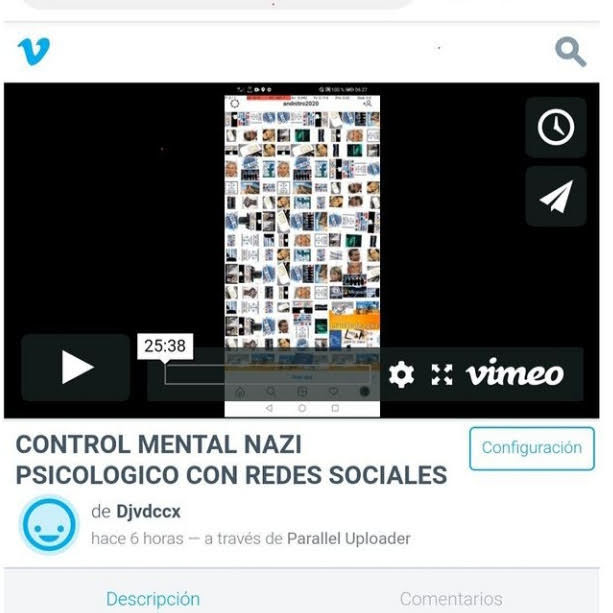 andnitro2020
25:38
vimeo
CONTROL MENTAL NAZI
PSICOLOGICO CON REDES SOCIALES
Configuración
de Djvdccx
hace 6 horas — a través de Parallel Uploader
Descripción
Comentarios